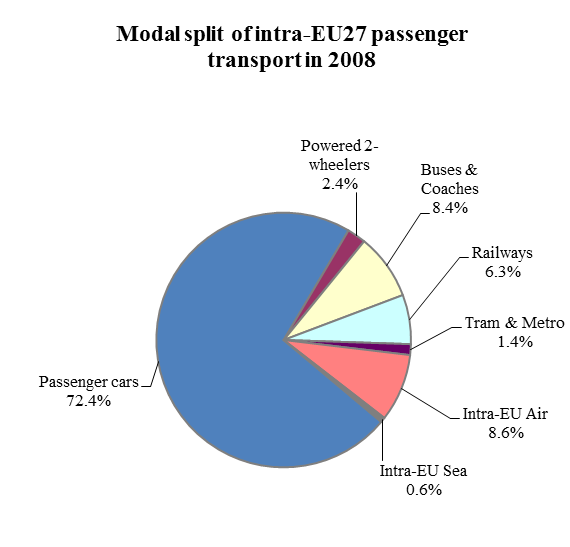 Modal split of intra-EU27 passenger
transport in 2008
Powered 2-
wheelers
2.4%
Buses &
Coaches
8.4%
Railways
6.3%
Tram & Metro
1.4%
Passenger cars
72.4%
Intra-EU Air
8.6%
Intra-EU Sea
0.6%